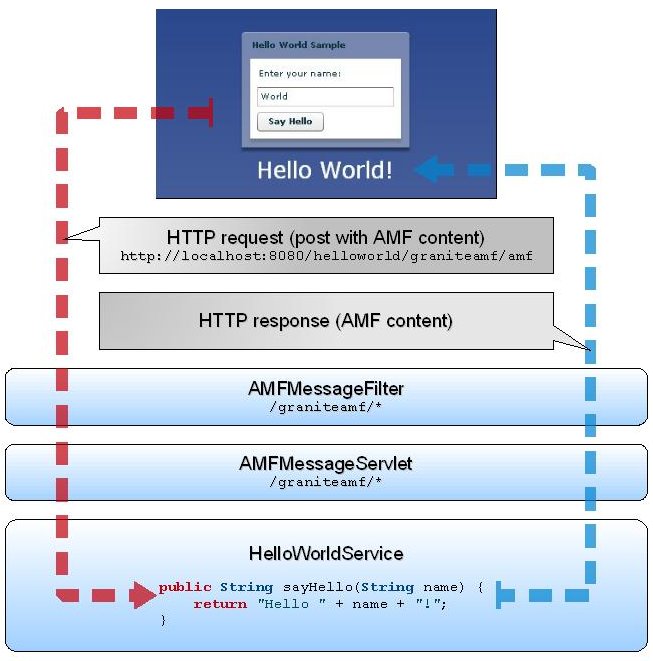 Hello World Sample
Enter your name:
World
Say Hello
Hello World!
HTTP request (post with AMF content)
http://localhost:8080/helloworld/graniteamf/amf
HTTP response (AMF content)
AMFMessageFilter
/graniteamf/*
AMFMessageServlet
/graniteamf/*
HelloWorldService
public String sayHello(String name) {
return "Hello " + name + "!";
}